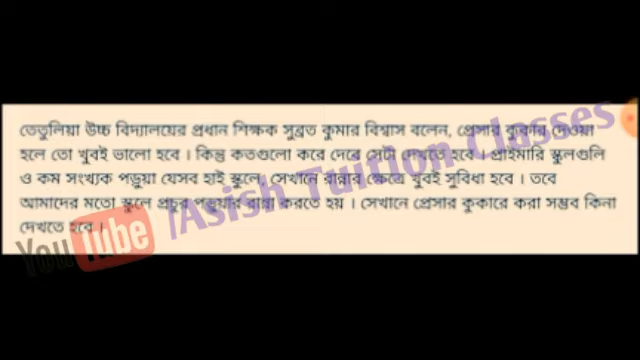 তেতুলিয়া উচ্চ বিদ্যালয়ের প্রধান শিক্ষক সুব্রত কুমার বিশ্বাস বলেন, প্রেসার কুকার দেওয়া
হলে তো খুবই ভালো হবে । কিন্তু কতগুলো করে দেবে সেটা দেখতে হবে । প্রাইমারি স্কুলগুলি
ও কম সংখ্যক পড়ুয়া যেসব হাই স্কুলে, সেখানে রান্নার ক্ষেত্রে খুবই সুবিধা হবে । তবে
আমাদের মতো স্কুলে প্রচুর পড়ুয়ার রান্না করতে হয় । সেখানে প্রেসার কুকারে করা সম্ভব কিনা
দেখতে হবে ।
YouTube /Asish Tuition Classes